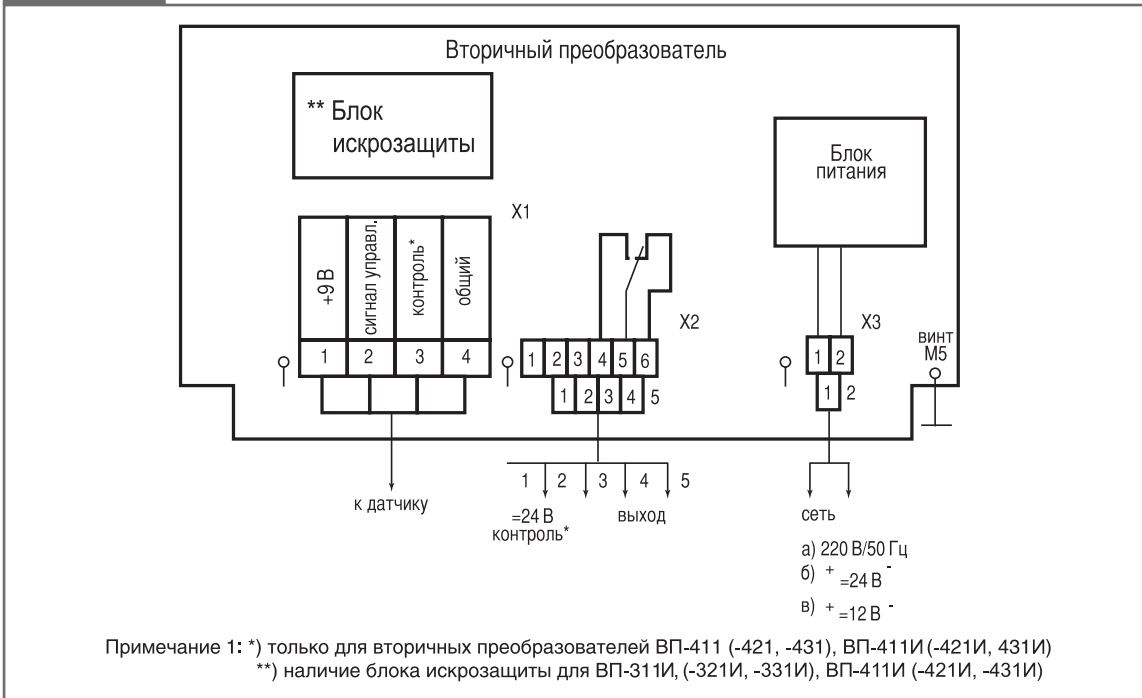 Вторичный преобразователь
** Блок
искрозащиты
Блок
питания
X1
+9 В
сигнал управл.
контроль*
общий
1 2 3 4
X2
1 2 3 4 5 6
1 2 3 4 5
X3
1 2
1 2
винт
М5
к датчику
1 2 3 4 5
=24 В
контроль*
выход
сеть
а) 220 В/50 Гц
б) + =24 В -
в) + =12 В -
Примечание 1: *) только для вторичных преобразователей ВП-411 (-421, -431), ВП-411И (-421И, 431И)
**) наличие блока искрозащиты для ВП-311И, (-321И, -331И), ВП-411И (-421И, -431И)